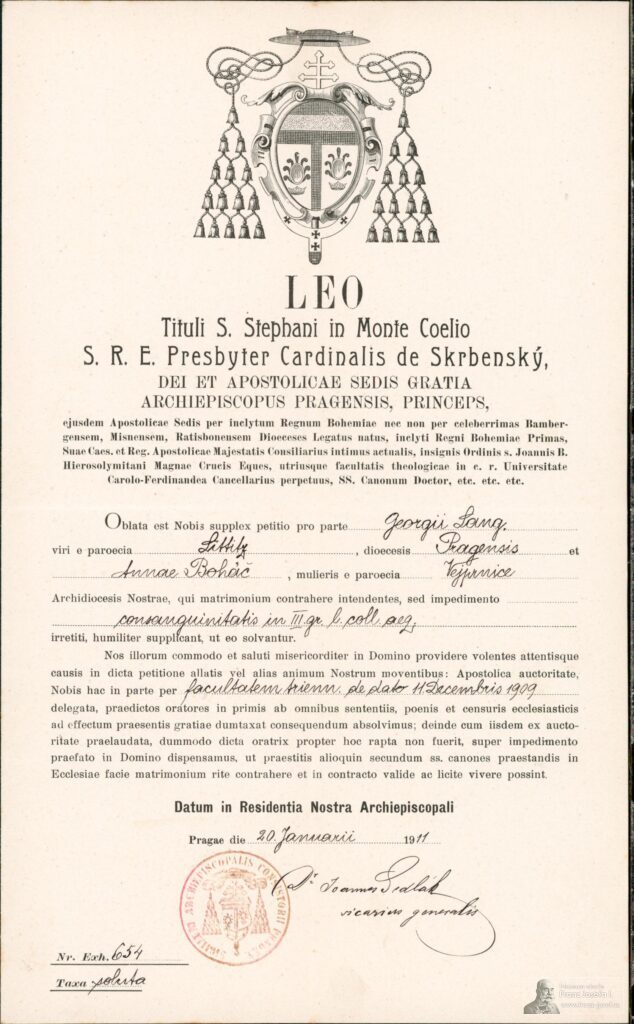 LEO
Tituli S. Stephani in Monte Coelio
S. R. E. Presbyter Cardinalis de Skrbenský,
DEI ET APOSTOLICAE SEDIS GRATIA
ARCHIEPISCOPUS PRAGENSIS, PRINCEPS,
ejusdem Apostolicae Sedis per inclytum Regnum Bohemiae nec non per celeberrimas Bamber-
gensem, Misnensem, Ratisbonensem Dioeceses Legatus natus, inclyti Regni Bohemiae Primas,
Suae Caes. et Reg. Apostolicae Majestatis Consiliarius intimus actualis, insignis Ordinis s. Joannis B.
Hierosolymitani Magnae Crucis Eques, utriusque facultatis theologicae in c. r. Universitate
Carolo-Ferdinandea Cancellarius perpetuus, SS. Canonum Doctor, etc. etc. etc.
Oblata est Nobis supplex petitio pro parte Georgii Lang,
viri e paroecia Littitz, dioecesis Pragensis et
Annae Boháč, mulieris e paroecia Vejprnice
Archidiocesis Nostrae, qui matrimonium contrahere intendentes, sed impedimento
consanguinitatis in III gr. l. coll. aeq.
irretiti, humiliter supplicant, ut eo solvantur.
Nos illorum commodo et saluti misericorditer in Domino providere volentes attentisque
causis in dicta petitione allatis vel alias animum Nostrum moventibus: Apostolica auctoritate,
Nobis hac in parte per facultatem trienn. de dato 11 Decembris 1909
delegata, praedictos oratores in primis ab omnibus sententiis, poenis et censuris ecclesiasticis
ad effectum praesentis gratiae dumtaxat consequendum absolvimus; deinde cum iisdem ex aucto-
ritate praelaudata, dummodo dicta oratrix propter hoc rapta non fuerit, super impedimento
praefato in Domino dispensamus, ut praestitis alioquin secundum ss. canones praestandis in
Ecclesiae facie matrimonium rite contrahere et in contracto valide ac licite vivere possint.
Datum in Residentia Nostra Archiepiscopali
Pragae die 20. Januarii 1911
Dr Joannes Sedlák
vicarius generalis
Nr. Exh. 654
Taxa soluta
Franz Josefa I.